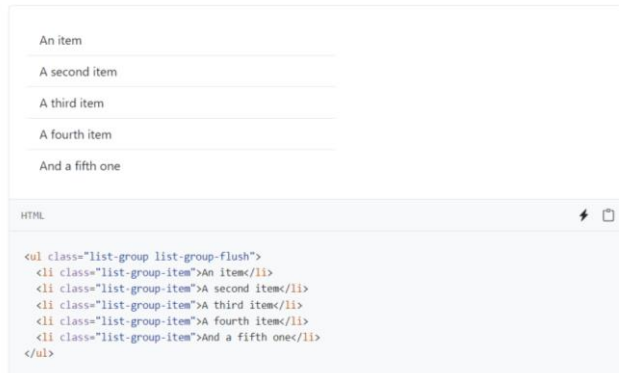 An item
A second item
A third item
A fourth item
And a fifth one
HTML
<ul class="list-group list-group-flush">
  <li class="list-group-item">An item</li>
  <li class="list-group-item">A second item</li>
  <li class="list-group-item">A third item</li>
  <li class="list-group-item">A fourth item</li>
  <li class="list-group-item">And a fifth one</li>
</ul>